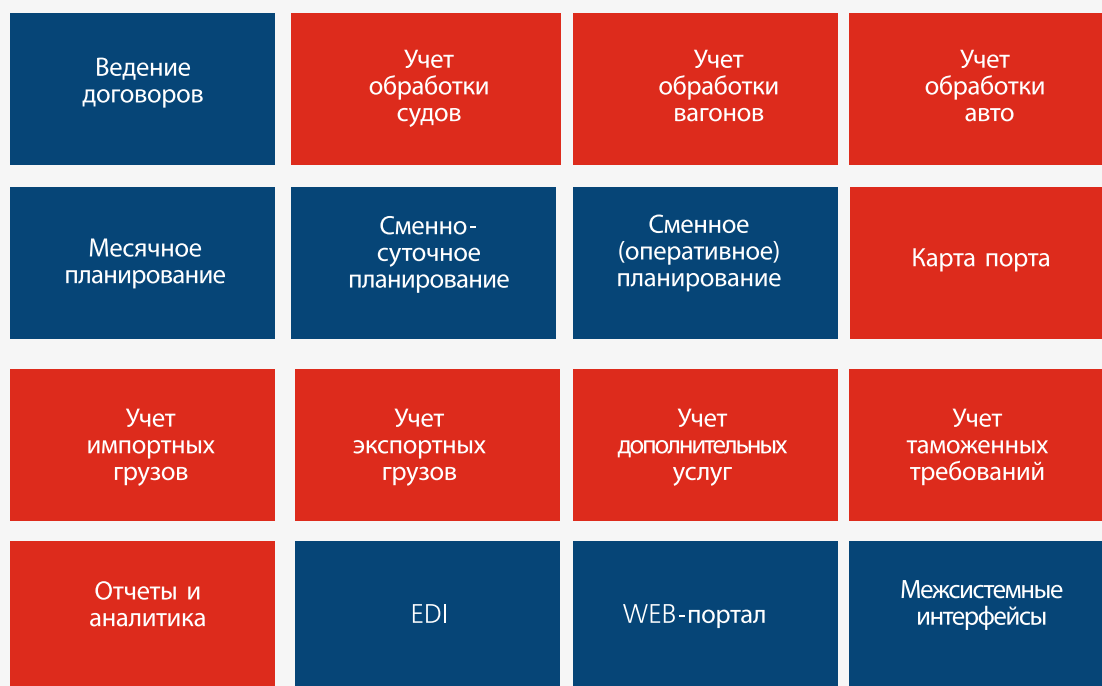 Ведение
договоров
Учет
обработки
судов
Учет
обработки
вагонов
Учет
обработки
авто
Месячное
планирование
Сменно-
суточное
планирование
Сменное
(оперативное)
планирование
Карта порта
Учет
импортных
грузов
Учет
экспортных
грузов
Учет
дополнительных
услуг
Учет
таможенных
требований
Отчеты и
аналитика
EDI
WEB-портал
Межсистемные
интерфейсы